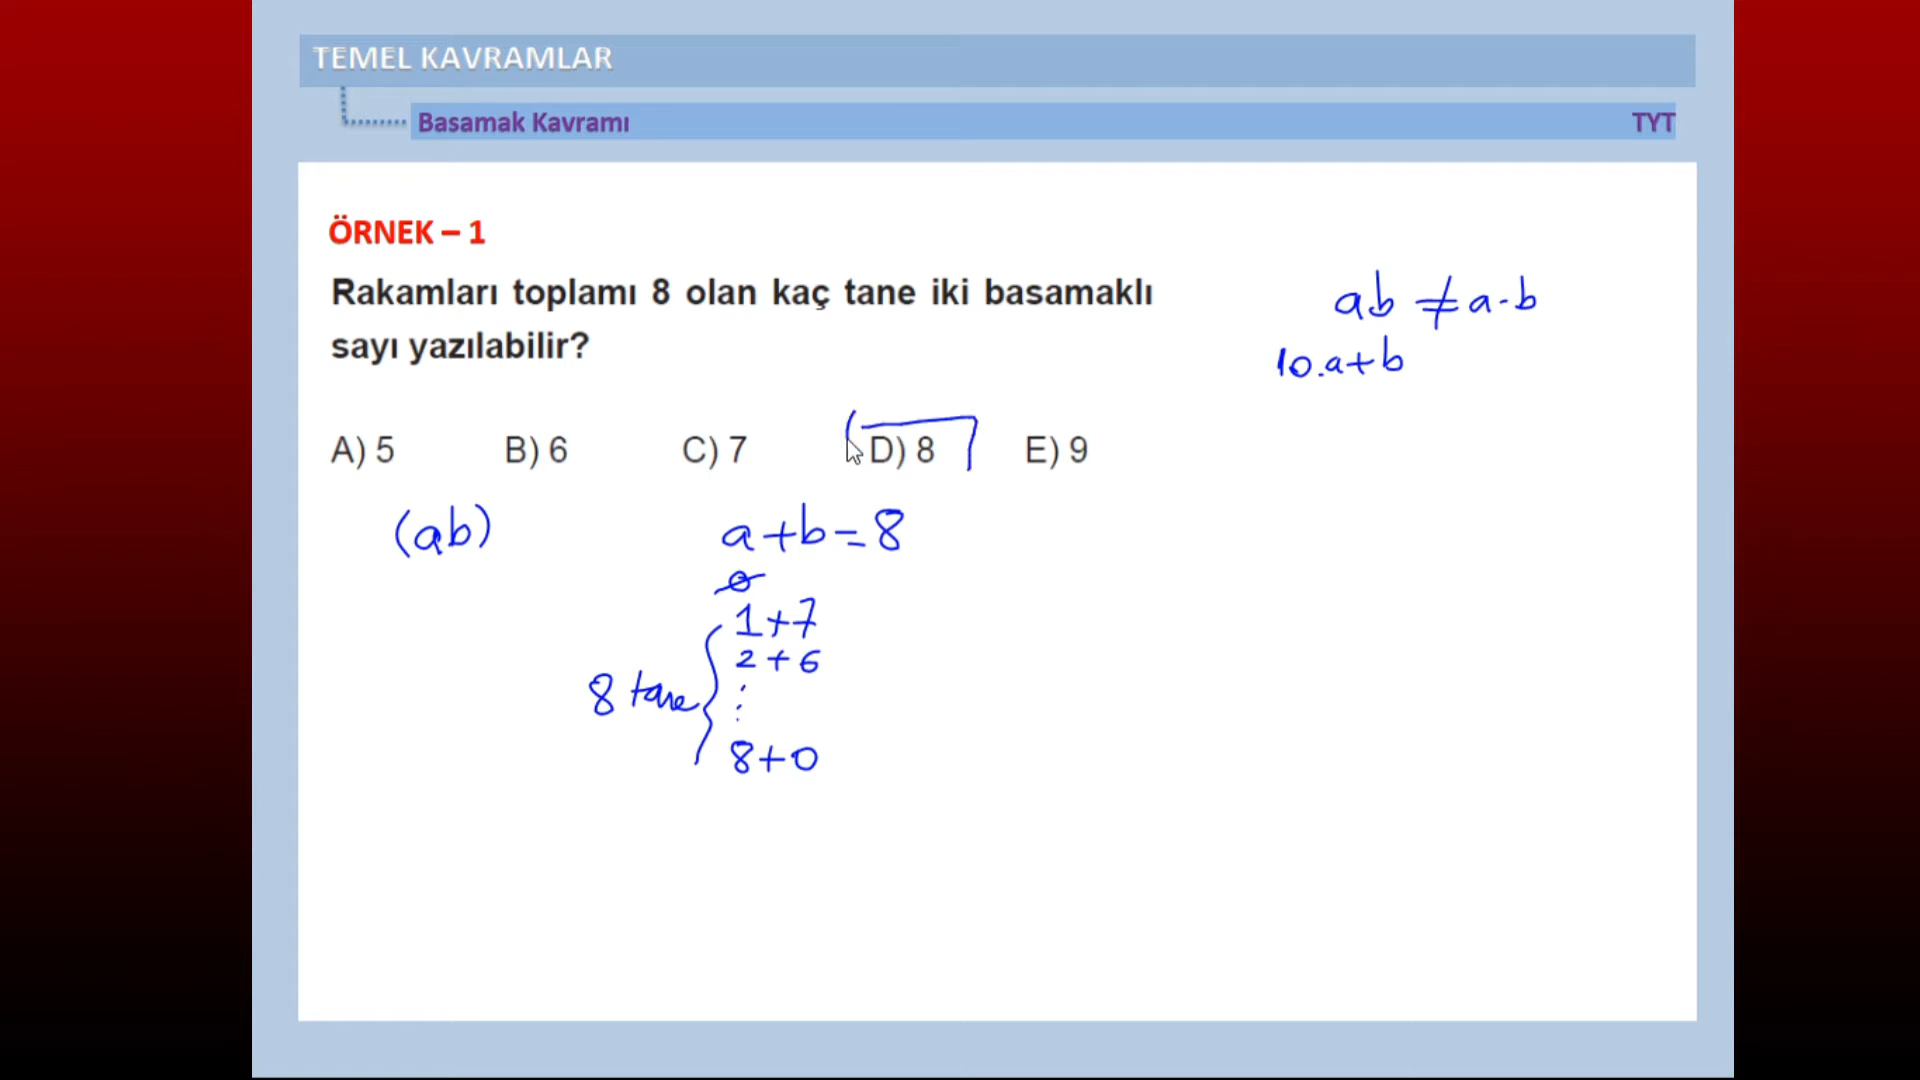 TEMEL KAVRAMLAR
Basamak Kavramı TYT
ÖRNEK – 1
Rakamları toplamı 8 olan kaç tane iki basamaklı
sayı yazılabilir?
ab ≠ a·b
10.a+b
A) 5 B) 6 C) 7 D) 8 E) 9
(ab) a+b=8
0
1+7
2+6
⋮
8 tane
8+0